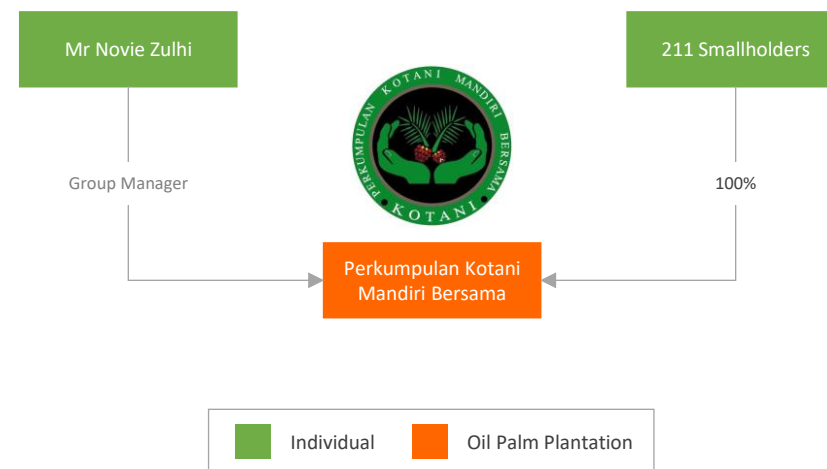 Mr Novie Zulhi
211 Smallholders
PERKUMPULAN KOTANI MANDIRI BERSAMA
KOTANI
Group Manager
100%
Perkumpulan Kotani
Mandiri Bersama
Individual
Oil Palm Plantation